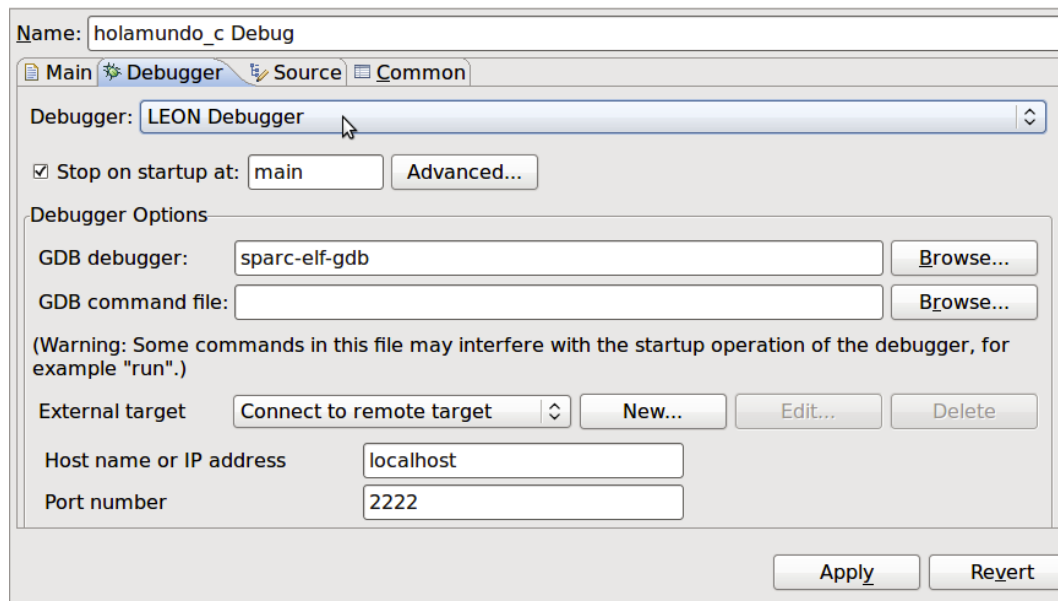 Name: holamundo_c Debug
Main Debugger Source Common
Debugger: LEON Debugger
Stop on startup at: main Advanced...
Debugger Options
GDB debugger: sparc-elf-gdb Browse...
GDB command file: Browse...
(Warning: Some commands in this file may interfere with the startup operation of the debugger, for
example "run".)
External target Connect to remote target New... Edit... Delete
Host name or IP address localhost
Port number 2222
Apply Revert